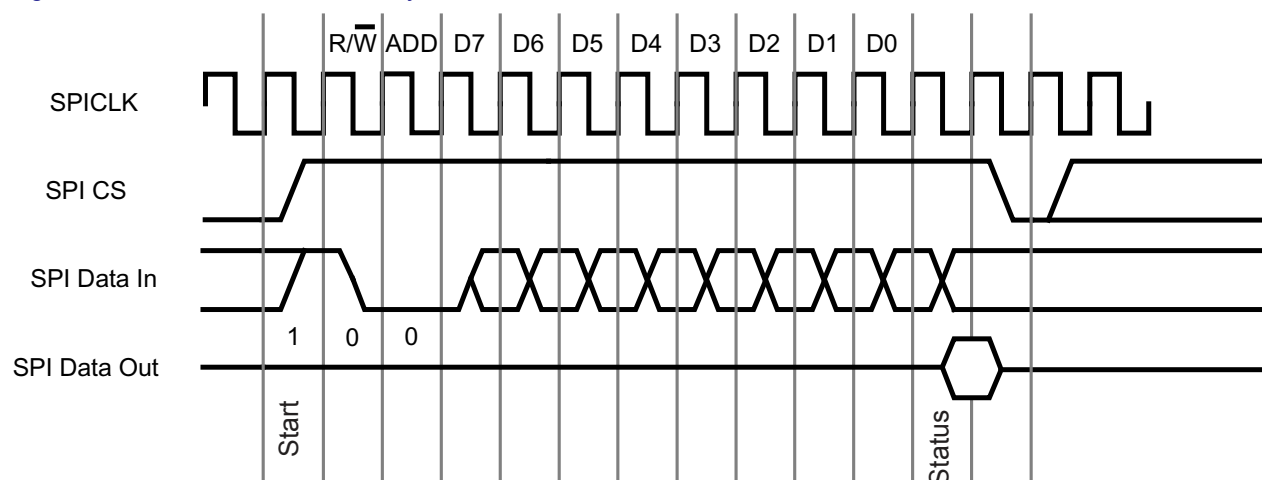 R/W ADD D7 D6 D5 D4 D3 D2 D1 D0
SPICLK
SPI CS
SPI Data In
1 0 0
SPI Data Out
Start
Status